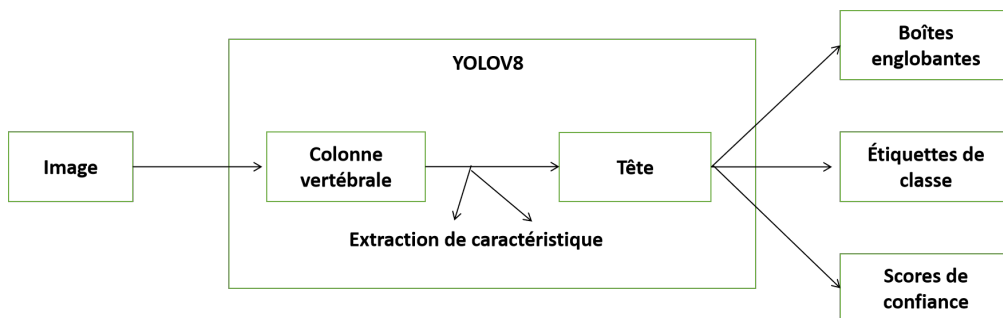 YOLOV8
Image
Colonne
vertébrale
Extraction de caractéristique
Tête
Boîtes
englobantes
Étiquettes de
classe
Scores de
confiance